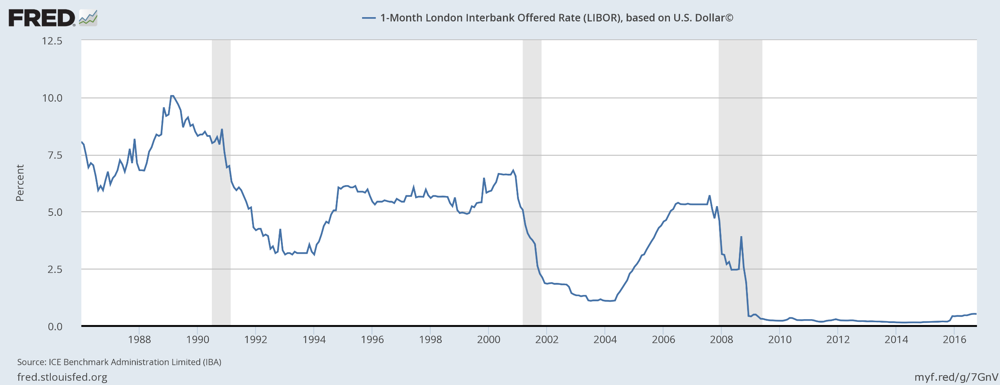 FRED®
1-Month London Interbank Offered Rate (LIBOR), based on U.S. Dollar©
12.5
10.0
7.5
5.0
2.5
0.0
Percent
1988 1990 1992 1994 1996 1998 2000 2002 2004 2006 2008 2010 2012 2014 2016
Source: ICE Benchmark Administration Limited (IBA)
fred.stlouisfed.org
myf.red/g/7GnV